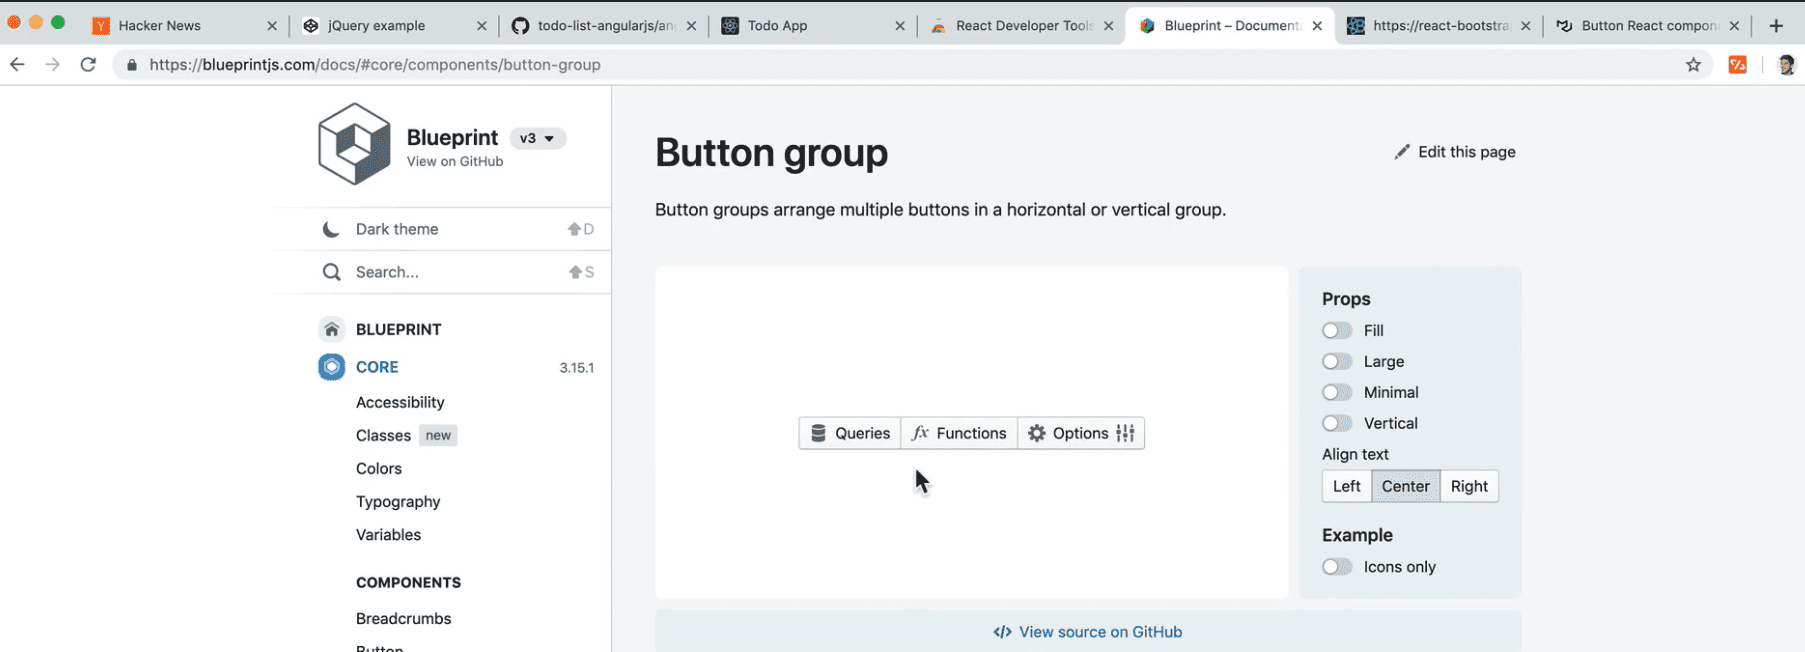 Hacker News
jQuery example
todo-list-angularjs/an
Todo App
React Developer Tools
Blueprint – Documenta
https://react-bootstra
Button React compon
https://blueprintjs.com/docs/#core/components/button-group
Blueprint v3
View on GitHub
Dark theme D
Search... S
BLUEPRINT
CORE 3.15.1
Accessibility
Classes new
Colors
Typography
Variables
COMPONENTS
Breadcrumbs
Button
Button group
Edit this page
Button groups arrange multiple buttons in a horizontal or vertical group.
Queries fx Functions Options
Props
Fill
Large
Minimal
Vertical
Align text
Left Center Right
Example
Icons only
</> View source on GitHub